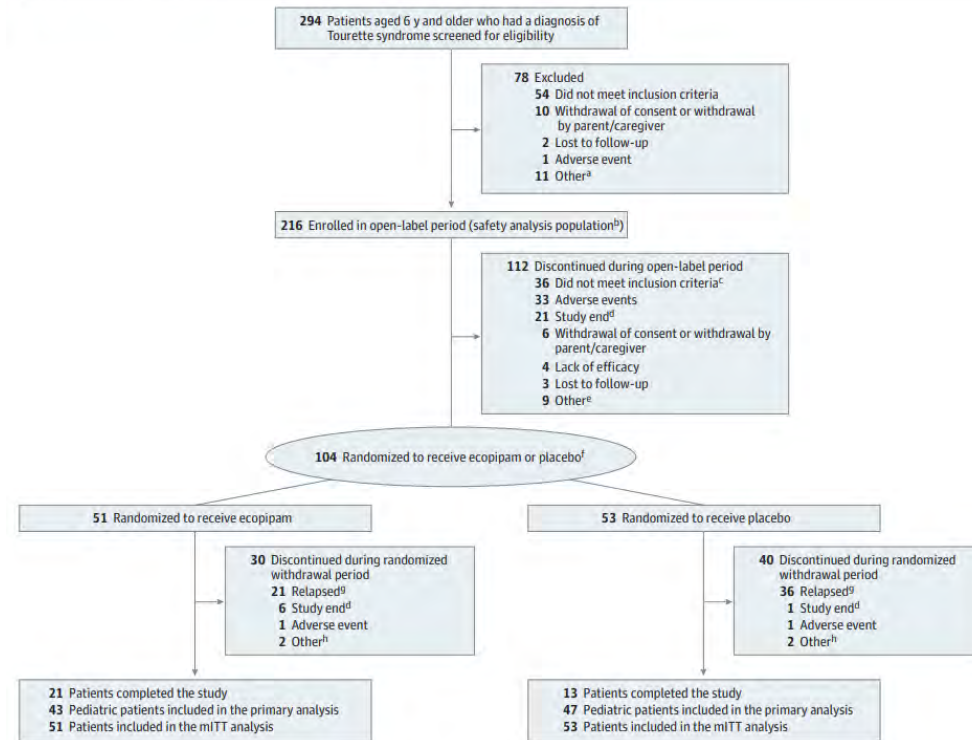 294 Patients aged 6 y and older who had a diagnosis of
Tourette syndrome screened for eligibility
78 Excluded
54 Did not meet inclusion criteria
10 Withdrawal of consent or withdrawal
by parent/caregiver
2 Lost to follow-up
1 Adverse event
11 Otherᵃ
216 Enrolled in open-label period (safety analysis populationᵇ)
112 Discontinued during open-label period
36 Did not meet inclusion criteriaᶜ
33 Adverse events
21 Study endᵈ
6 Withdrawal of consent or withdrawal by
parent/caregiver
4 Lack of efficacy
3 Lost to follow-up
9 Otherᵉ
104 Randomized to receive ecopipam or placeboᶠ
51 Randomized to receive ecopipam
30 Discontinued during randomized
withdrawal period
21 Relapsedᵍ
6 Study endᵈ
1 Adverse event
2 Otherʰ
21 Patients completed the study
43 Pediatric patients included in the primary analysis
51 Patients included in the mITT analysis
53 Randomized to receive placebo
40 Discontinued during randomized
withdrawal period
36 Relapsedᵍ
1 Study endᵈ
1 Adverse event
2 Otherʰ
13 Patients completed the study
47 Pediatric patients included in the primary analysis
53 Patients included in the mITT analysis